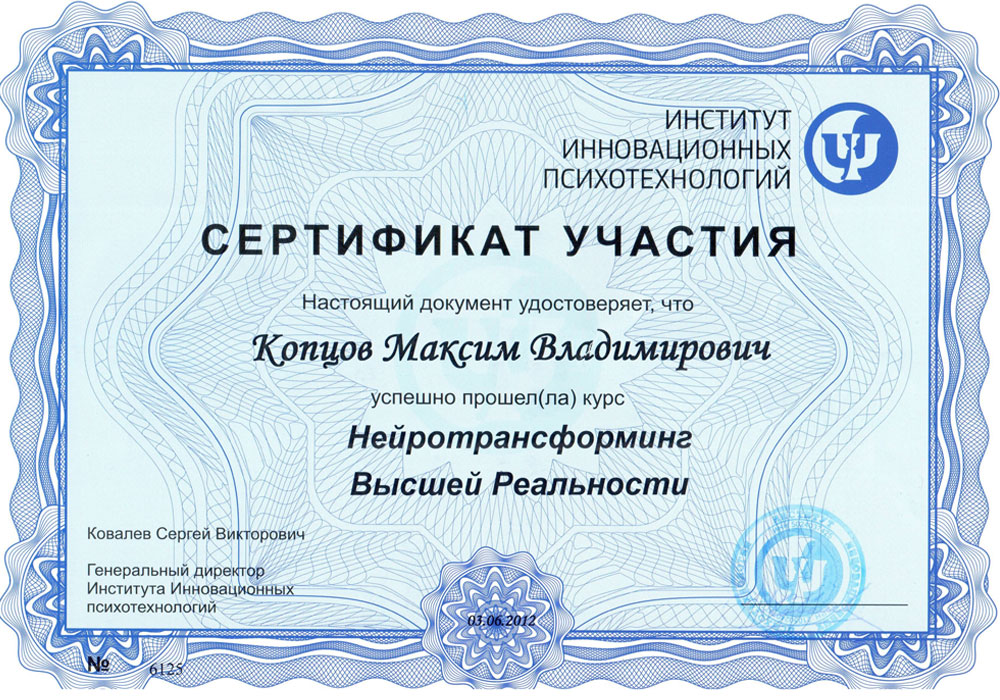 ИНСТИТУТ
ИННОВАЦИОННЫХ
ПСИХОТЕХНОЛОГИЙ
СЕРТИФИКАТ УЧАСТИЯ
Настоящий документ удостоверяет, что
Копцов Максим Владимирович
успешно прошел(ла) курс
Нейротрансформинг
Высшей Реальности
Ковалев Сергей Викторович
Генеральный директор
Института Инновационных
психотехнологий
03.06.2012
№ 6125